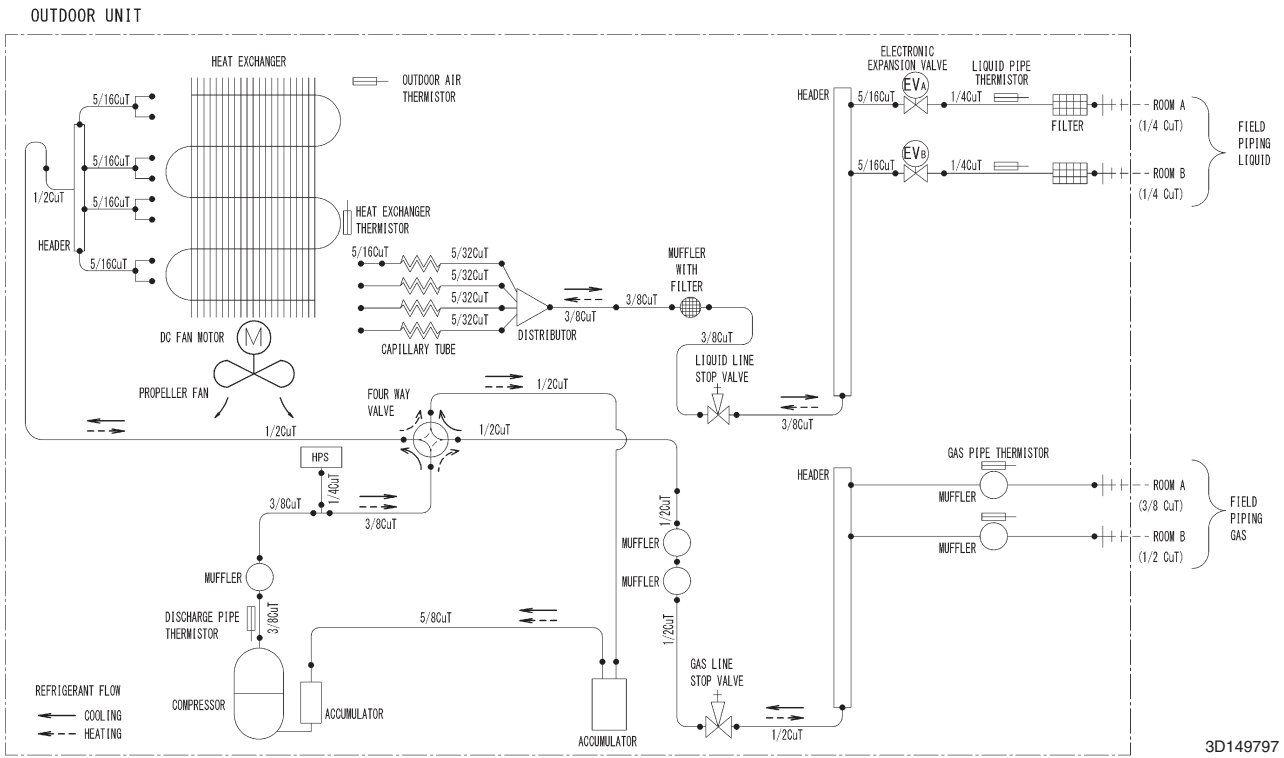 OUTDOOR UNIT
HEAT EXCHANGER
OUTDOOR AIR
THERMISTOR
5/16CuT
5/16CuT
5/16CuT
5/16CuT
1/2CuT
HEADER
HEAT EXCHANGER
THERMISTOR
DC FAN MOTOR
M
PROPELLER FAN
5/16CuT
5/32CuT
5/32CuT
5/32CuT
5/32CuT
CAPILLARY TUBE
DISTRIBUTOR
3/8CuT
3/8CuT
MUFFLER
WITH
FILTER
3/8CuT
LIQUID LINE
STOP VALVE
3/8CuT
HEADER
ELECTRONIC
EXPANSION VALVE
EVA
5/16CuT
1/4CuT
LIQUID PIPE
THERMISTOR
FILTER
ROOM A
(1/4 CuT)
EVB
5/16CuT
1/4CuT
ROOM B
(1/4 CuT)
FIELD
PIPING
LIQUID
FOUR WAY
VALVE
1/2CuT
1/2CuT
1/2CuT
HPS
1/4CuT
3/8CuT
3/8CuT
MUFFLER
DISCHARGE PIPE
THERMISTOR
3/8CuT
COMPRESSOR
ACCUMULATOR
5/8CuT
ACCUMULATOR
1/2CuT
MUFFLER
MUFFLER
1/2CuT
GAS LINE
STOP VALVE
1/2CuT
HEADER
GAS PIPE THERMISTOR
MUFFLER
ROOM A
(3/8 CuT)
MUFFLER
ROOM B
(1/2 CuT)
FIELD
PIPING
GAS
REFRIGERANT FLOW
COOLING
HEATING
3D149797